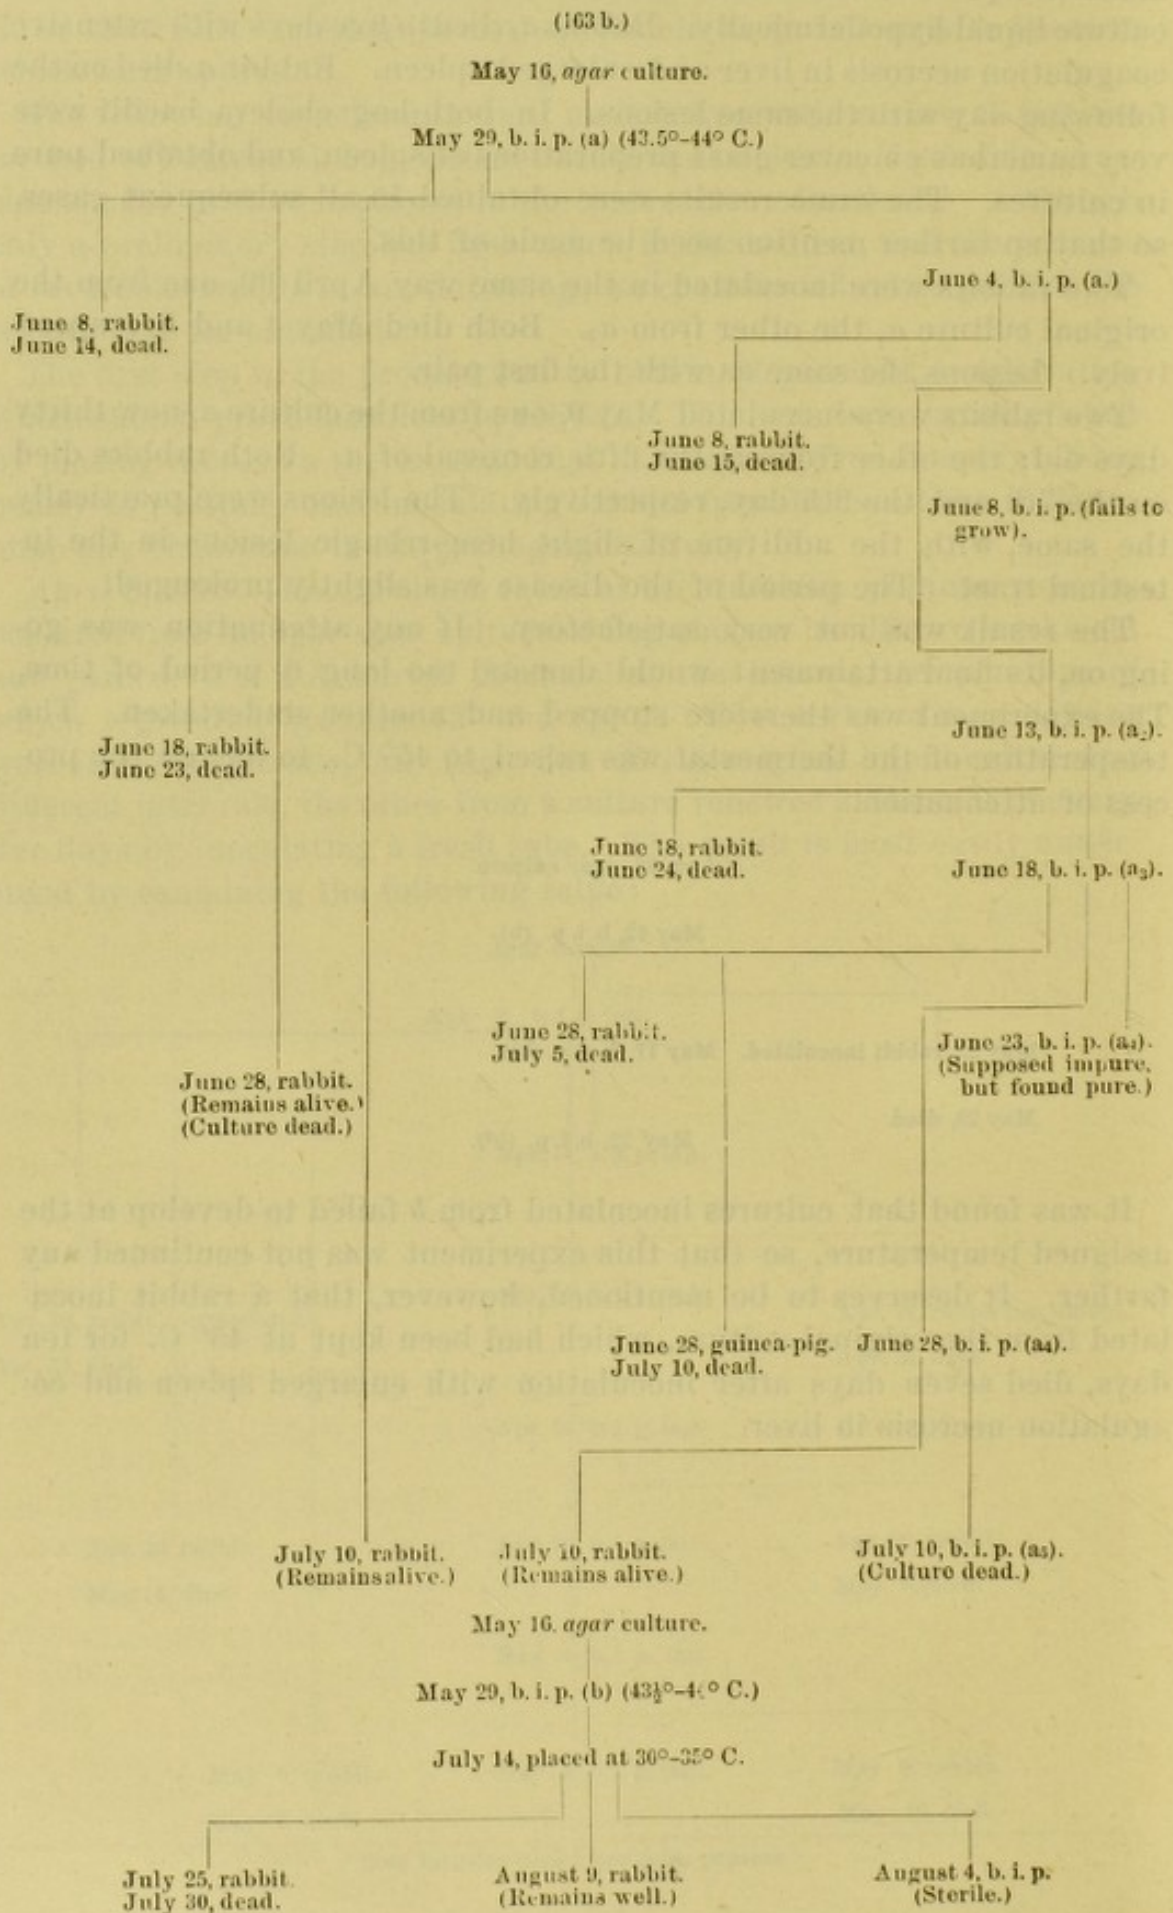 (163 b.)
May 16, agar culture.
May 29, b. i. p. (a) (43.5°–44° C.)
June 4, b. i. p. (a.)
June 8, rabbit.
June 14, dead.
June 8, rabbit.
June 15, dead.
June 8, b. i. p. (fails to
grow).
June 18, rabbit.
June 23, dead.
June 13, b. i. p. (a₂).
June 18, rabbit.
June 24, dead.
June 18, b. i. p. (a₃).
June 28, rabbit.
July 5, dead.
June 23, b. i. p. (a₄).
(Supposed impure,
but found pure.)
June 28, rabbit.
(Remains alive.)
(Culture dead.)
June 28, guinea-pig.
July 10, dead.
June 28, b. i. p. (a₄).
July 10, rabbit.
(Remains alive.)
July 10, rabbit.
(Remains alive.)
July 10, b. i. p. (a₅).
(Culture dead.)
May 16, agar culture.
May 29, b. i. p. (b) (43½°– C.)
July 14, placed at 30°–35° C.
July 25, rabbit.
July 30, dead.
August 9, rabbit.
(Remains well.)
August 4, b. i. p.
(Sterile.)